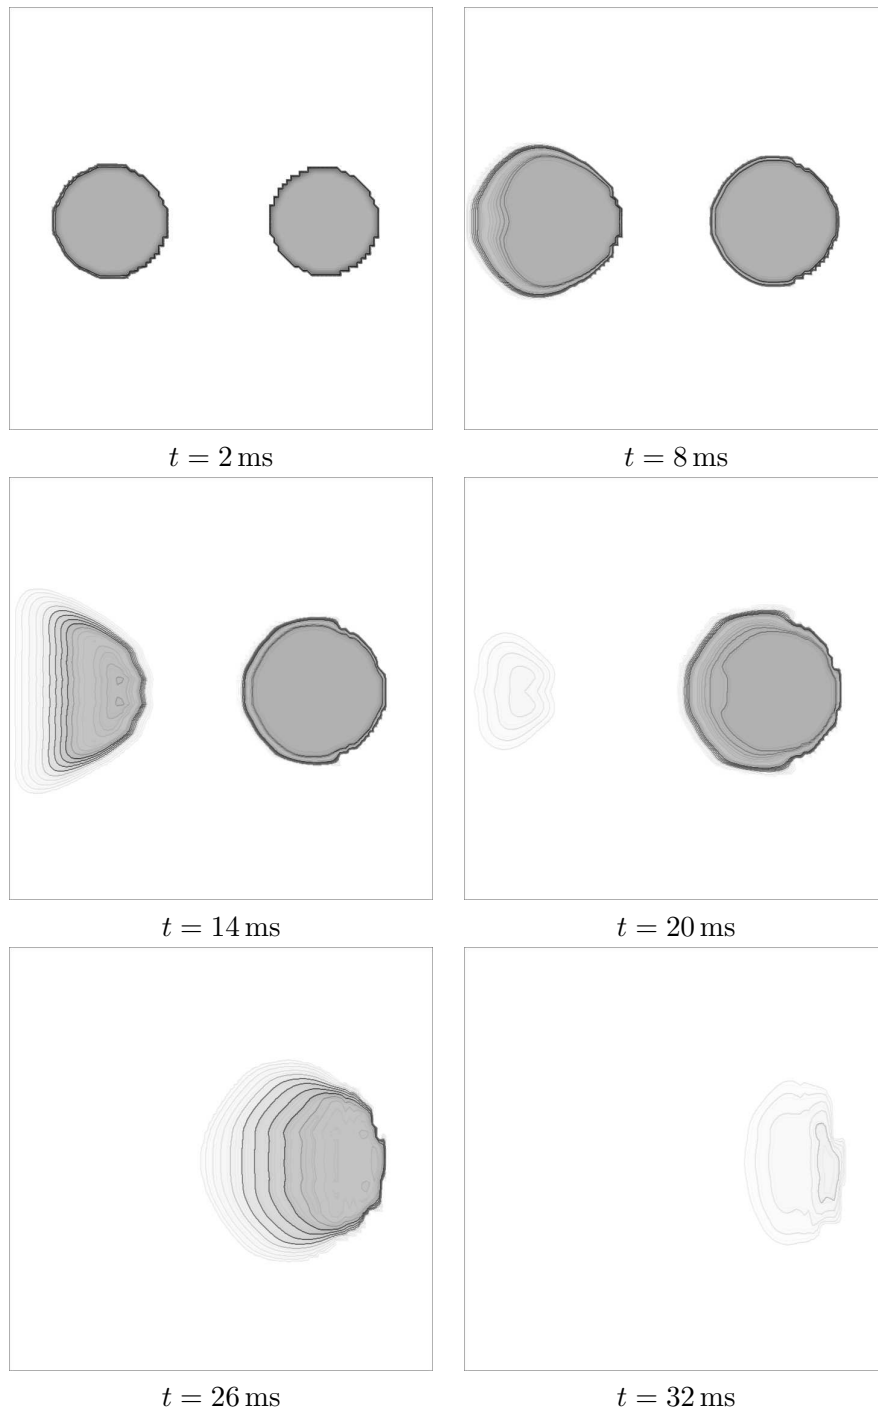 t = 2 ms
t = 8 ms
t = 14 ms
t = 20 ms
t = 26 ms
t = 32 ms